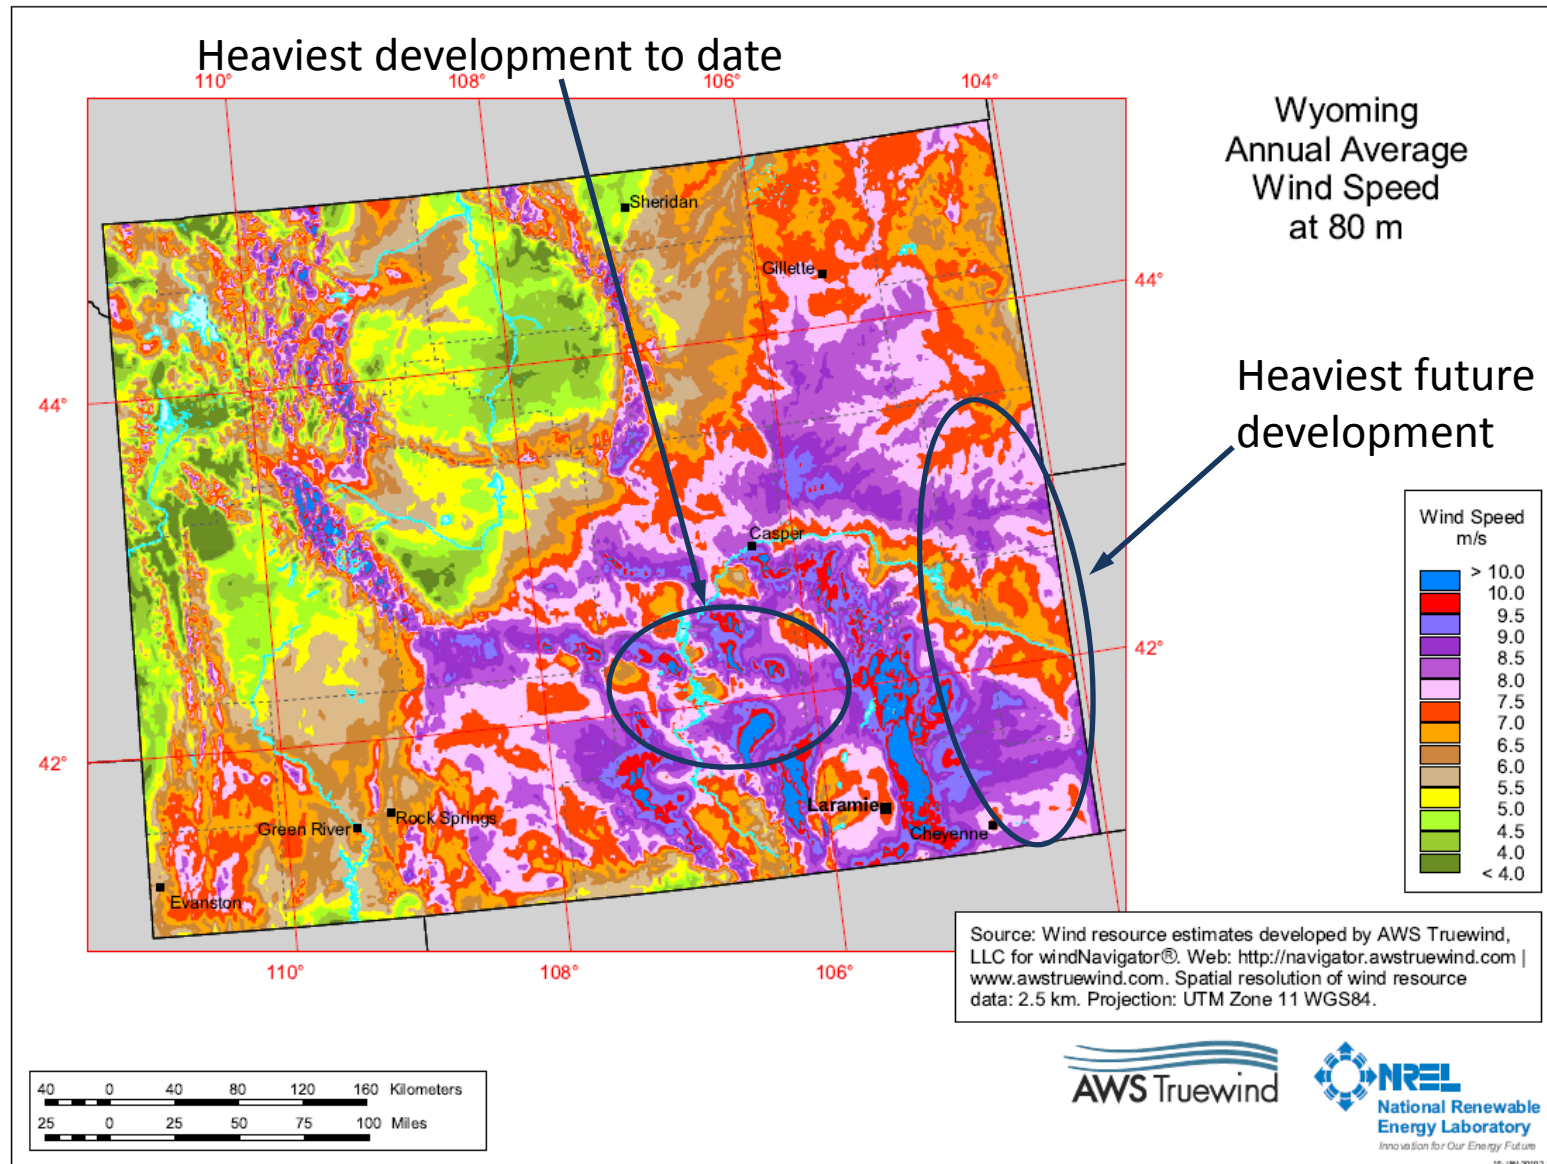 Heaviest development to date
110°
108°
106°
104°
Wyoming
Annual Average
Wind Speed
at 80 m
Sheridan
Gillette
44°
Heaviest future
development
44°
Casper
Wind Speed
m/s
> 10.0
10.0
9.5
9.0
8.5
8.0
7.5
7.0
6.5
6.0
5.5
5.0
4.5
4.0
< 4.0
42°
42°
Laramie
Rock Springs
Green River
Cheyenne
Evanston
110°
108°
106°
Source: Wind resource estimates developed by AWS Truewind,
LLC for windNavigator®. Web: http://navigator.awstruewind.com |
www.awstruewind.com. Spatial resolution of wind resource
data: 2.5 km. Projection: UTM Zone 11 WGS84.
40 0 40 80 120 160 Kilometers
25 0 25 50 75 100 Miles
AWS Truewind
NREL
National Renewable
Energy Laboratory
Innovation for Our Energy Future